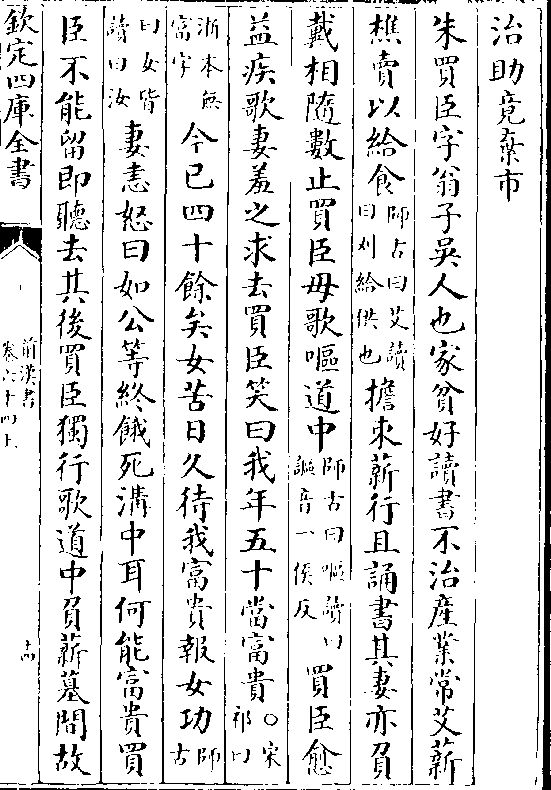 治助竟棄市
朱買臣字翁子吳人也家貧好讀書不治產業常艾薪
樵賣以給食師古曰艾讀曰刈給供也擔束薪行且誦書其妻亦負
戴相隨數止買臣毋歌嘔道中師古曰嘔讀曰謳音一侯反買臣愈
益疾歌妻羞之求去買臣笑曰我年五十當富貴○宋祁曰
浙本無富字今已四十餘矣女苦日久待我富貴報女功師古
曰女皆讀曰汝妻恚怒曰如公等終餓死溝中耳何能富貴買
臣不能留即聽去其後買臣獨行歌道中負薪墓間故
欽定四庫全書
前漢書
卷六十四上